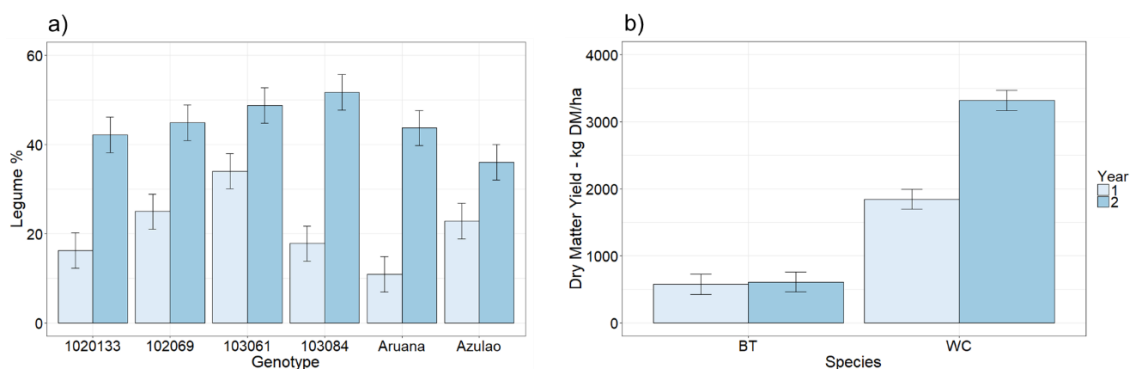 a)
Legume %
60
40
20
0
1020133 102069 103061 103084 Aruana Azulao
Genotype
b)
Dry Matter Yield - kg DM/ha
4000
3000
2000
1000
0
BT WC
Species
Year
1
2